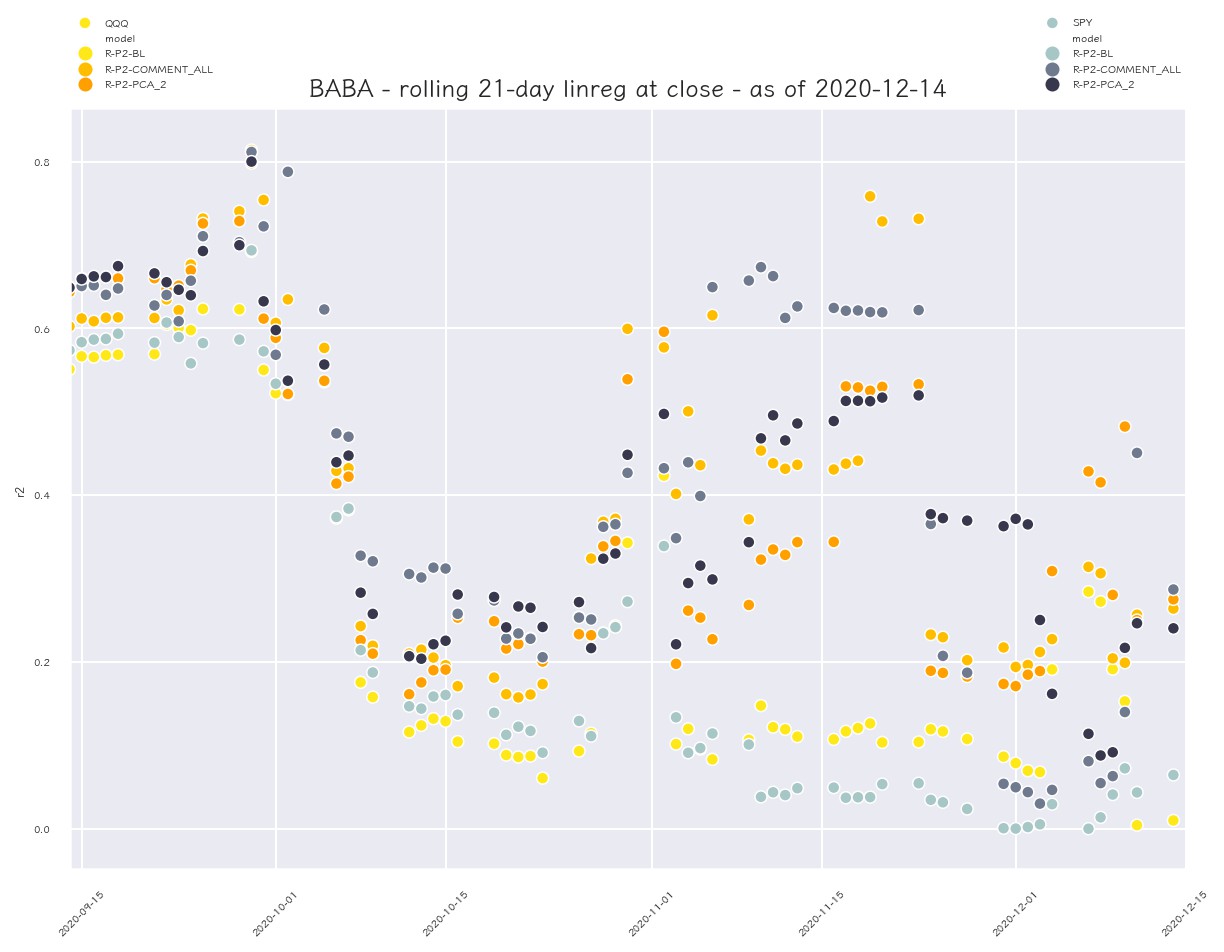 QQQ
model
R-P2-BL
R-P2-COMMENT_ALL
R-P2-PCA_2
SPY
model
R-P2-BL
R-P2-COMMENT_ALL
R-P2-PCA_2
BABA - rolling 21-day linreg at close - as of 2020-12-14
0.8
0.6
0.4
0.2
0.0
r2
2020-09-15
2020-10-01
2020-10-15
2020-11-01
2020-11-15
2020-12-01
2020-12-15